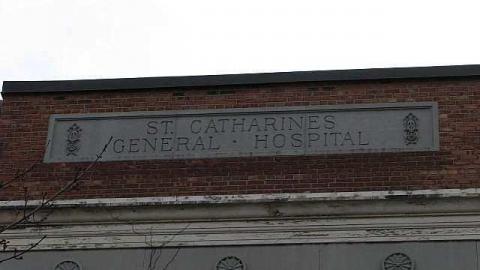 ST. CATHARINES
GENERAL · HOSPITAL